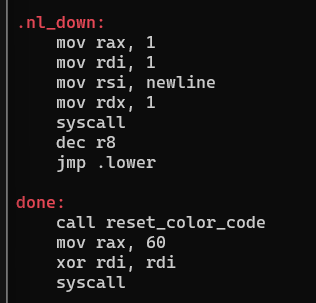 .nl_down:
    mov rax, 1
    mov rdi, 1
    mov rsi, newline
    mov rdx, 1
    syscall
    dec r8
    jmp .lower

done:
    call reset_color_code
    mov rax, 60
    xor rdi, rdi
    syscall